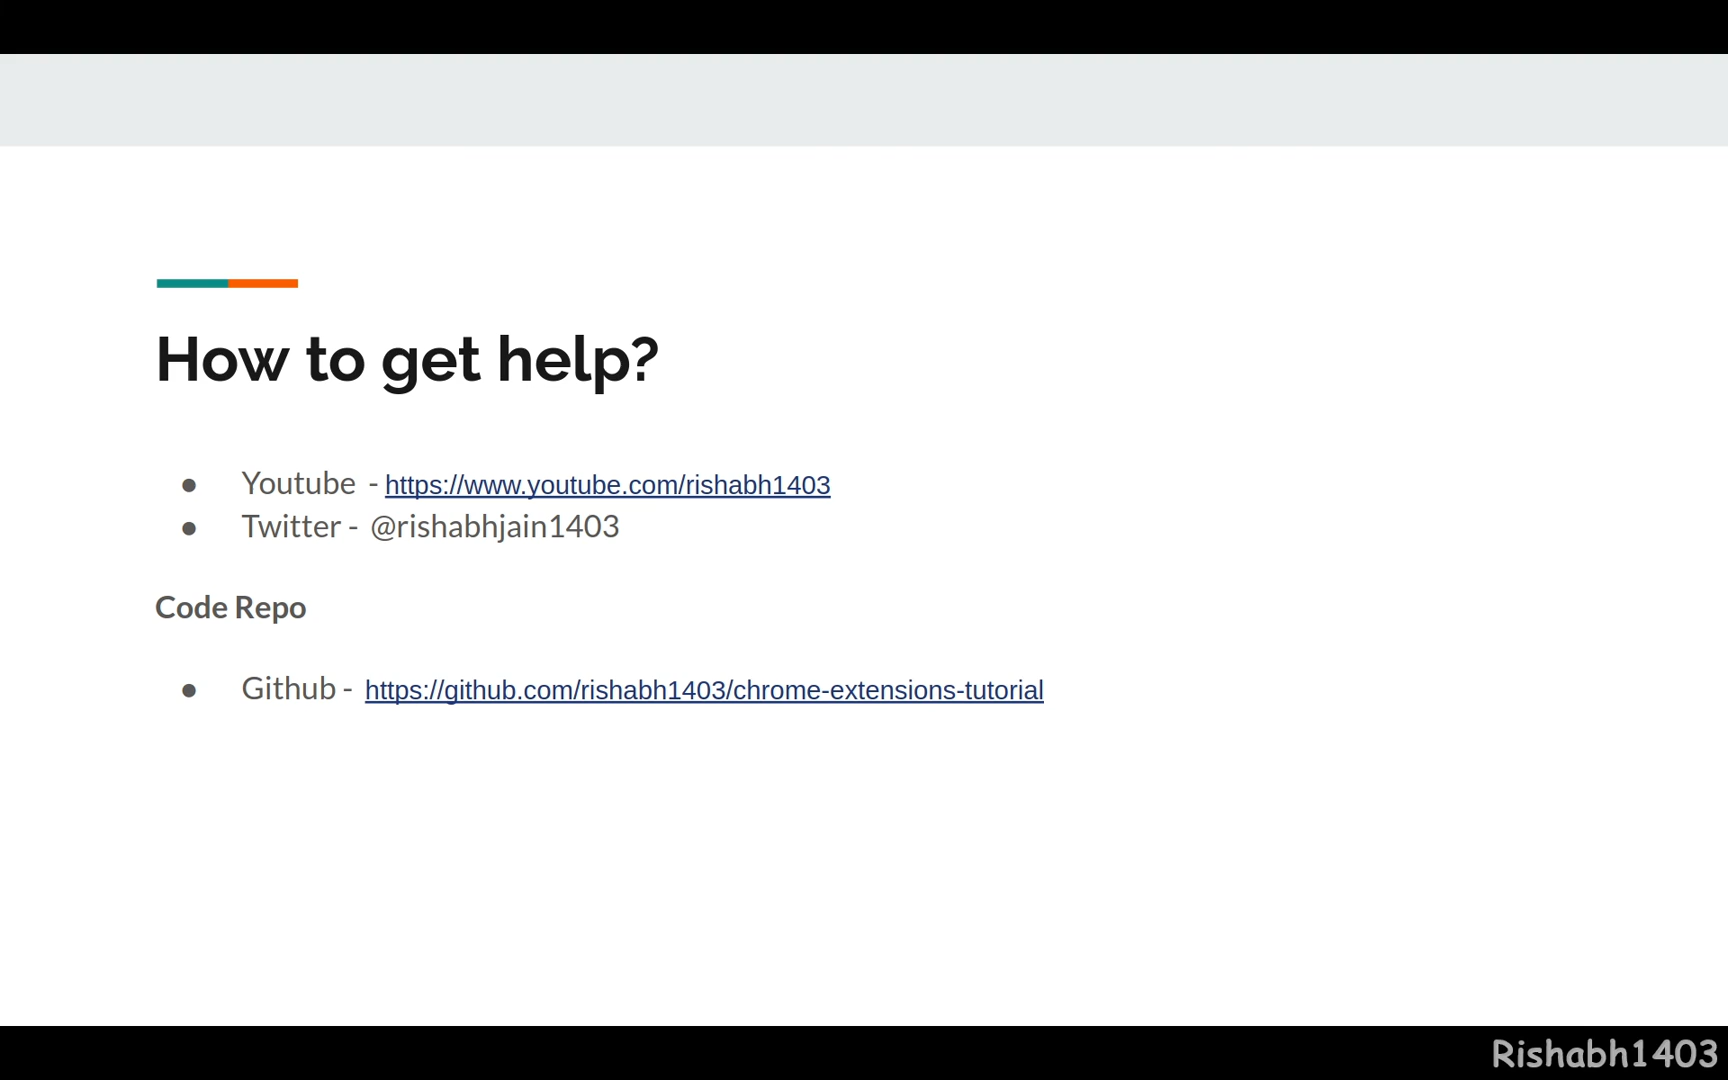 How to get help?
● Youtube - https://www.youtube.com/rishabh1403
● Twitter - @rishabhjain1403
Code Repo
● Github - https://github.com/rishabh1403/chrome-extensions-tutorial
Rishabh1403